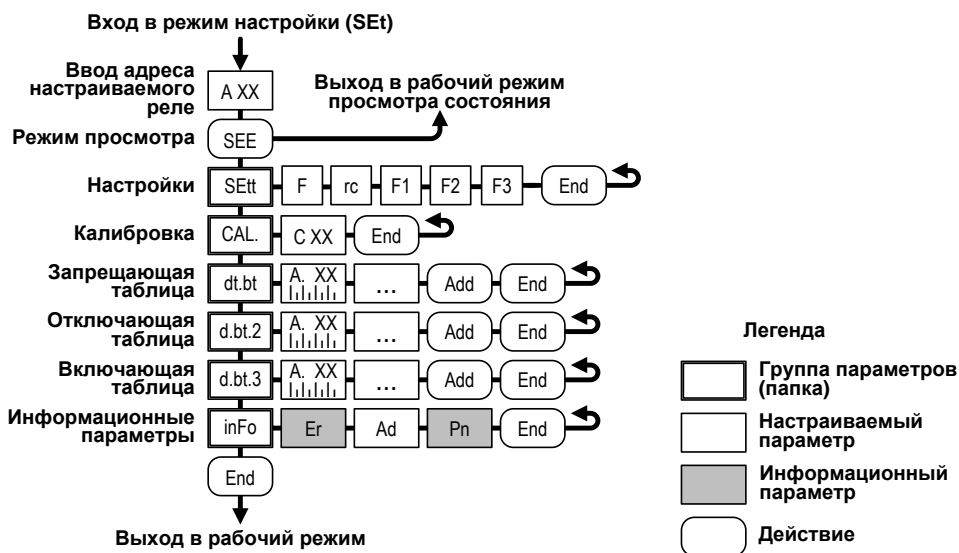 Вход в режим настройки (SEt)
Ввод адреса
настраиваемого
реле
A XX
Выход в рабочий режим
просмотра состояния
Режим просмотра
SEE
Настройки
SEtt
F
rc
F1
F2
F3
End
Калибровка
CAL.
C XX
End
Запрещающая
таблица
dt.bt
A. XX
...
Add
End
Отключающая
таблица
d.bt.2
A. XX
...
Add
End
Включающая
таблица
d.bt.3
A. XX
...
Add
End
Информационные
параметры
inFo
Er
Ad
Pn
End
End
Выход в рабочий режим
Легенда
Группа параметров
(папка)
Настраиваемый
параметр
Информационный
параметр
Действие